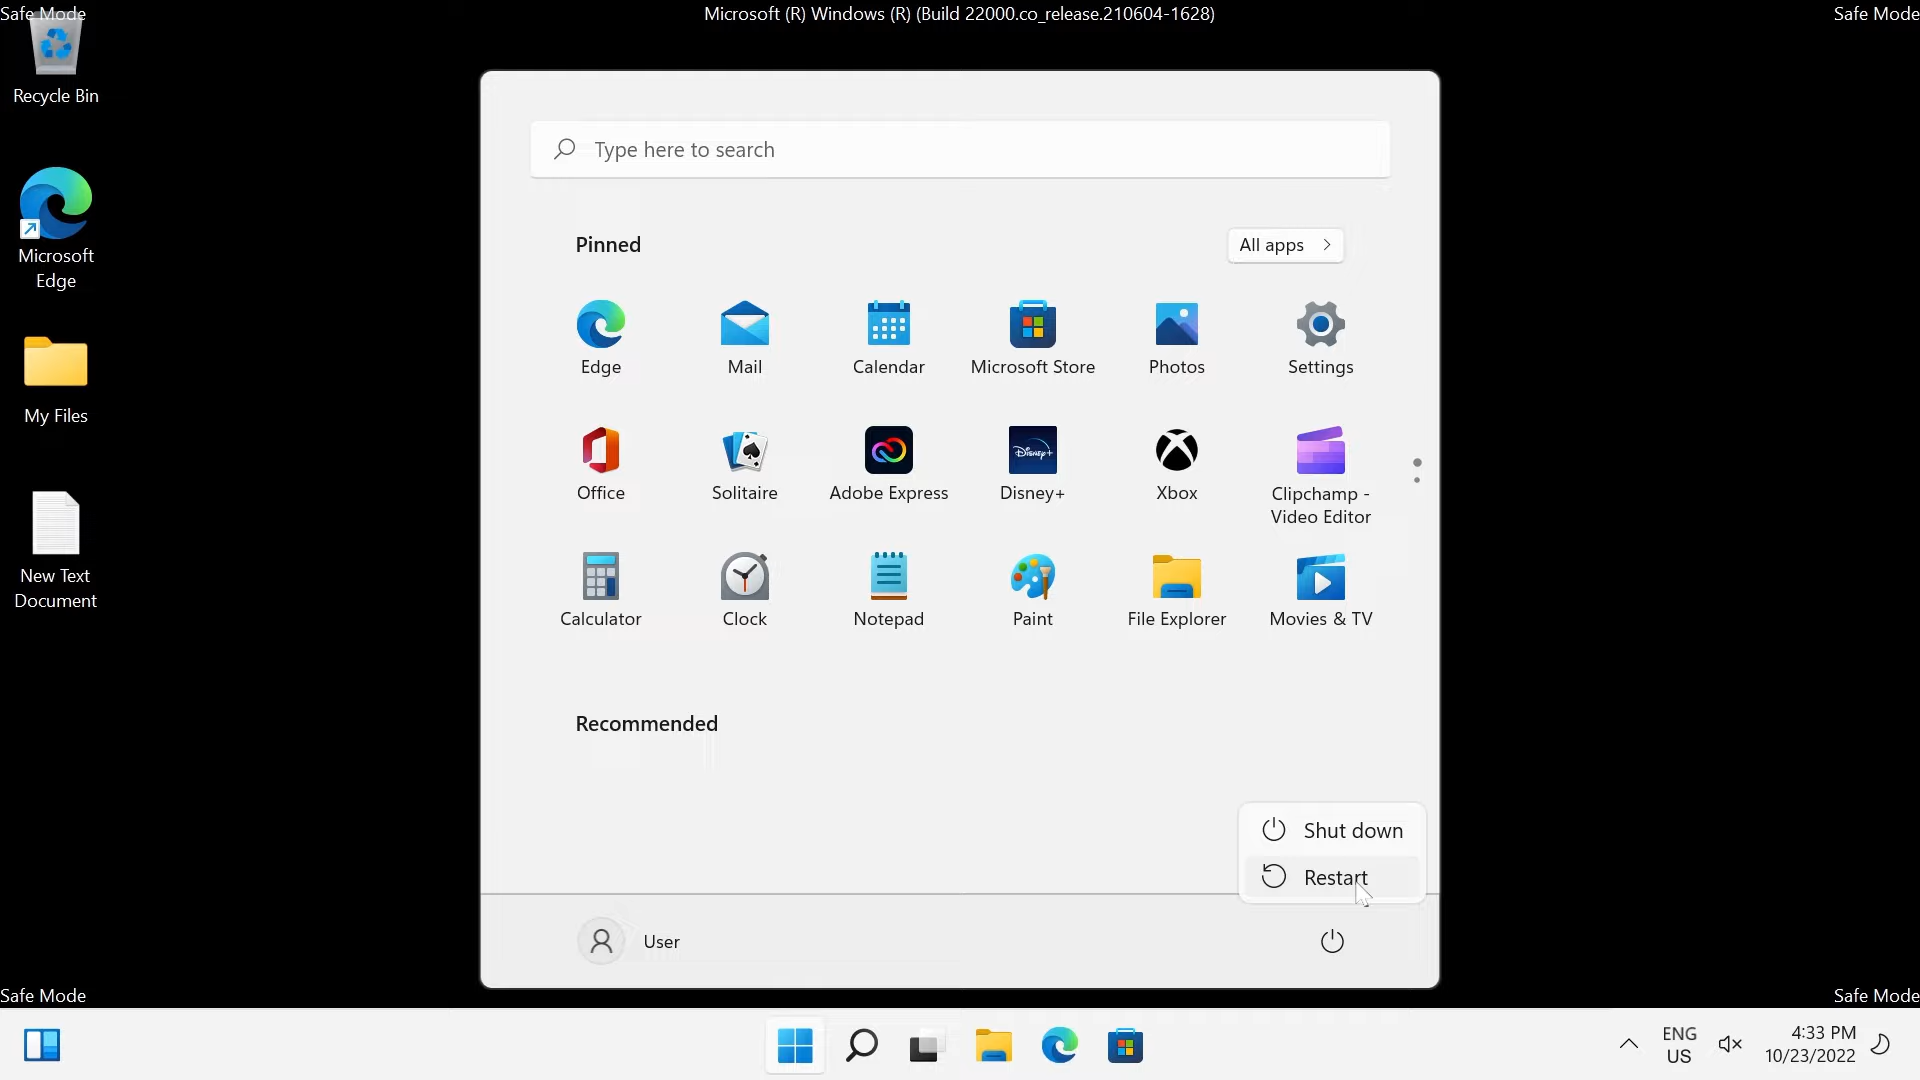 Safe Mode
Microsoft (R) Windows (R) (Build 22000.co_release.210604-1628)
Safe Mode
Recycle Bin
Microsoft
Edge
My Files
New Text
Document
Type here to search
Pinned
All apps
Edge
Mail
Calendar
Microsoft Store
Photos
Settings
Office
Solitaire
Adobe Express
Disney+
Disney+
Xbox
Clipchamp -
Video Editor
Calculator
Clock
Notepad
Paint
File Explorer
Movies & TV
Recommended
Shut down
Restart
User
Safe Mode
Safe Mode
ENG
US
4:33 PM
10/23/2022